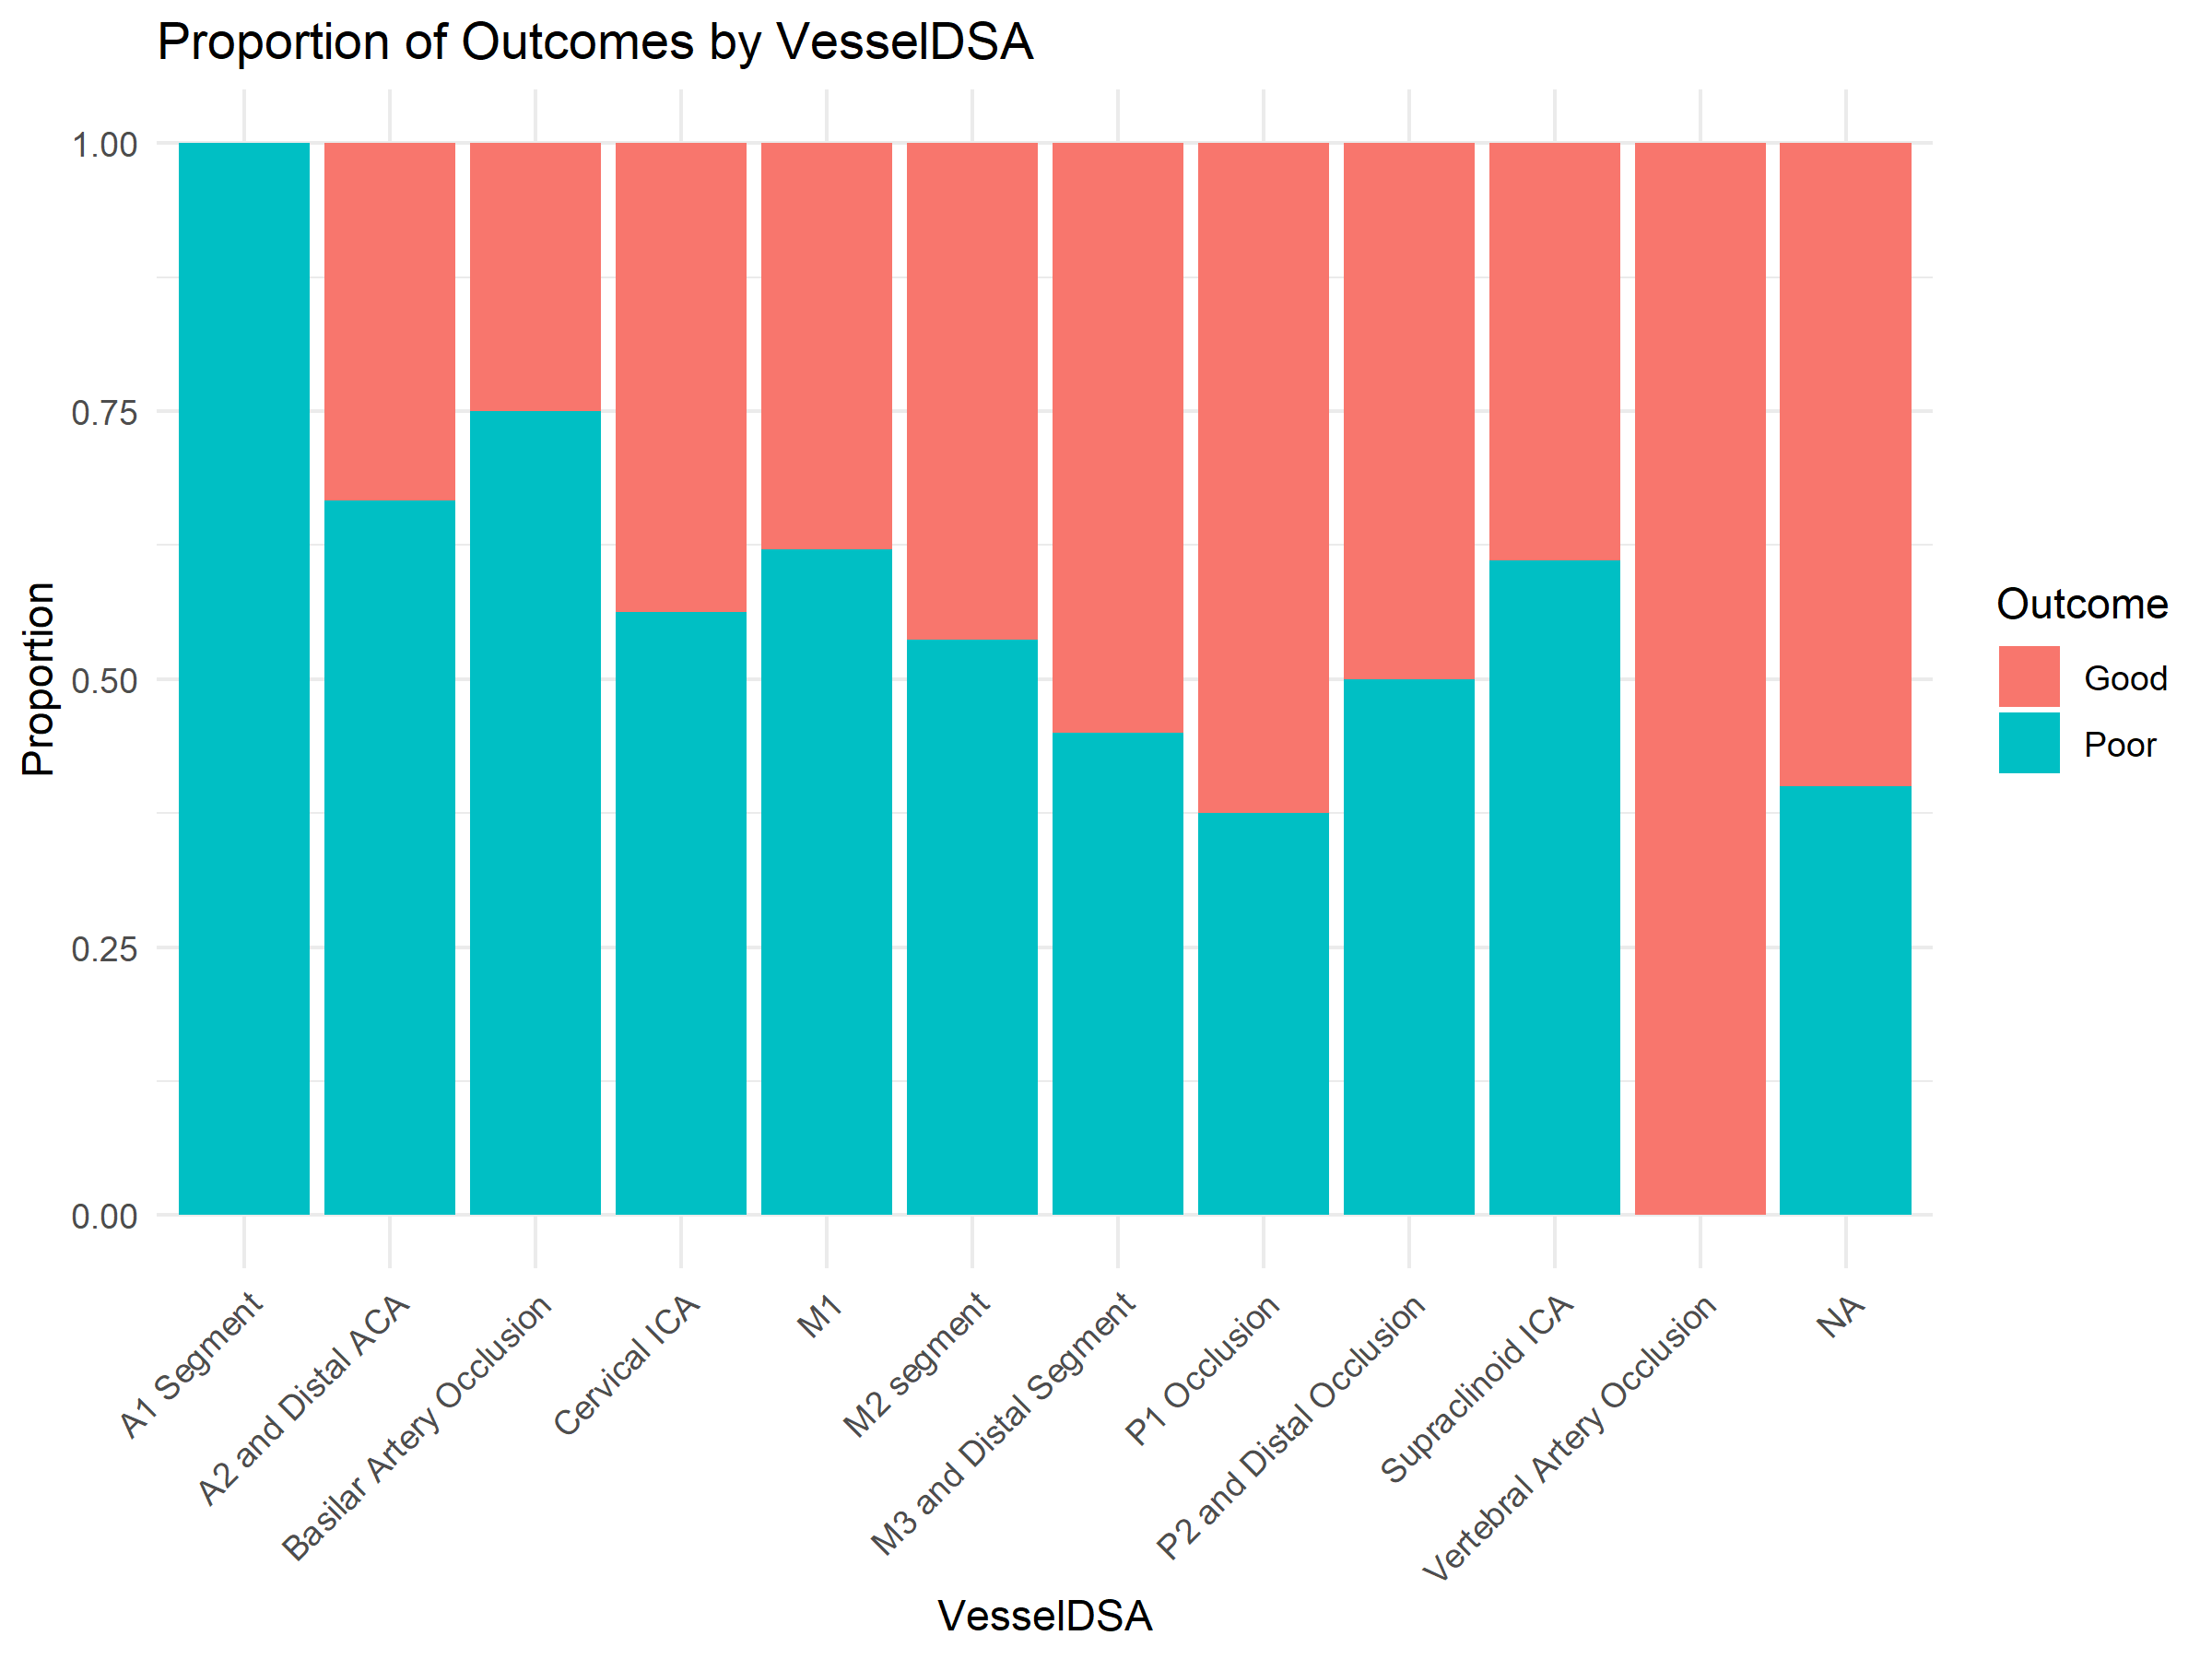 Proportion of Outcomes by VesselDSA
1.00
0.75
0.50
0.25
0.00
Proportion
A1 Segment
A2 and Distal ACA
Basilar Artery Occlusion
Cervical ICA
M1
M2 segment
M3 and Distal Segment
P1 Occlusion
P2 and Distal Occlusion
Supraclinoid ICA
Vertebral Artery Occlusion
NA
VesselDSA
Outcome
Good
Poor